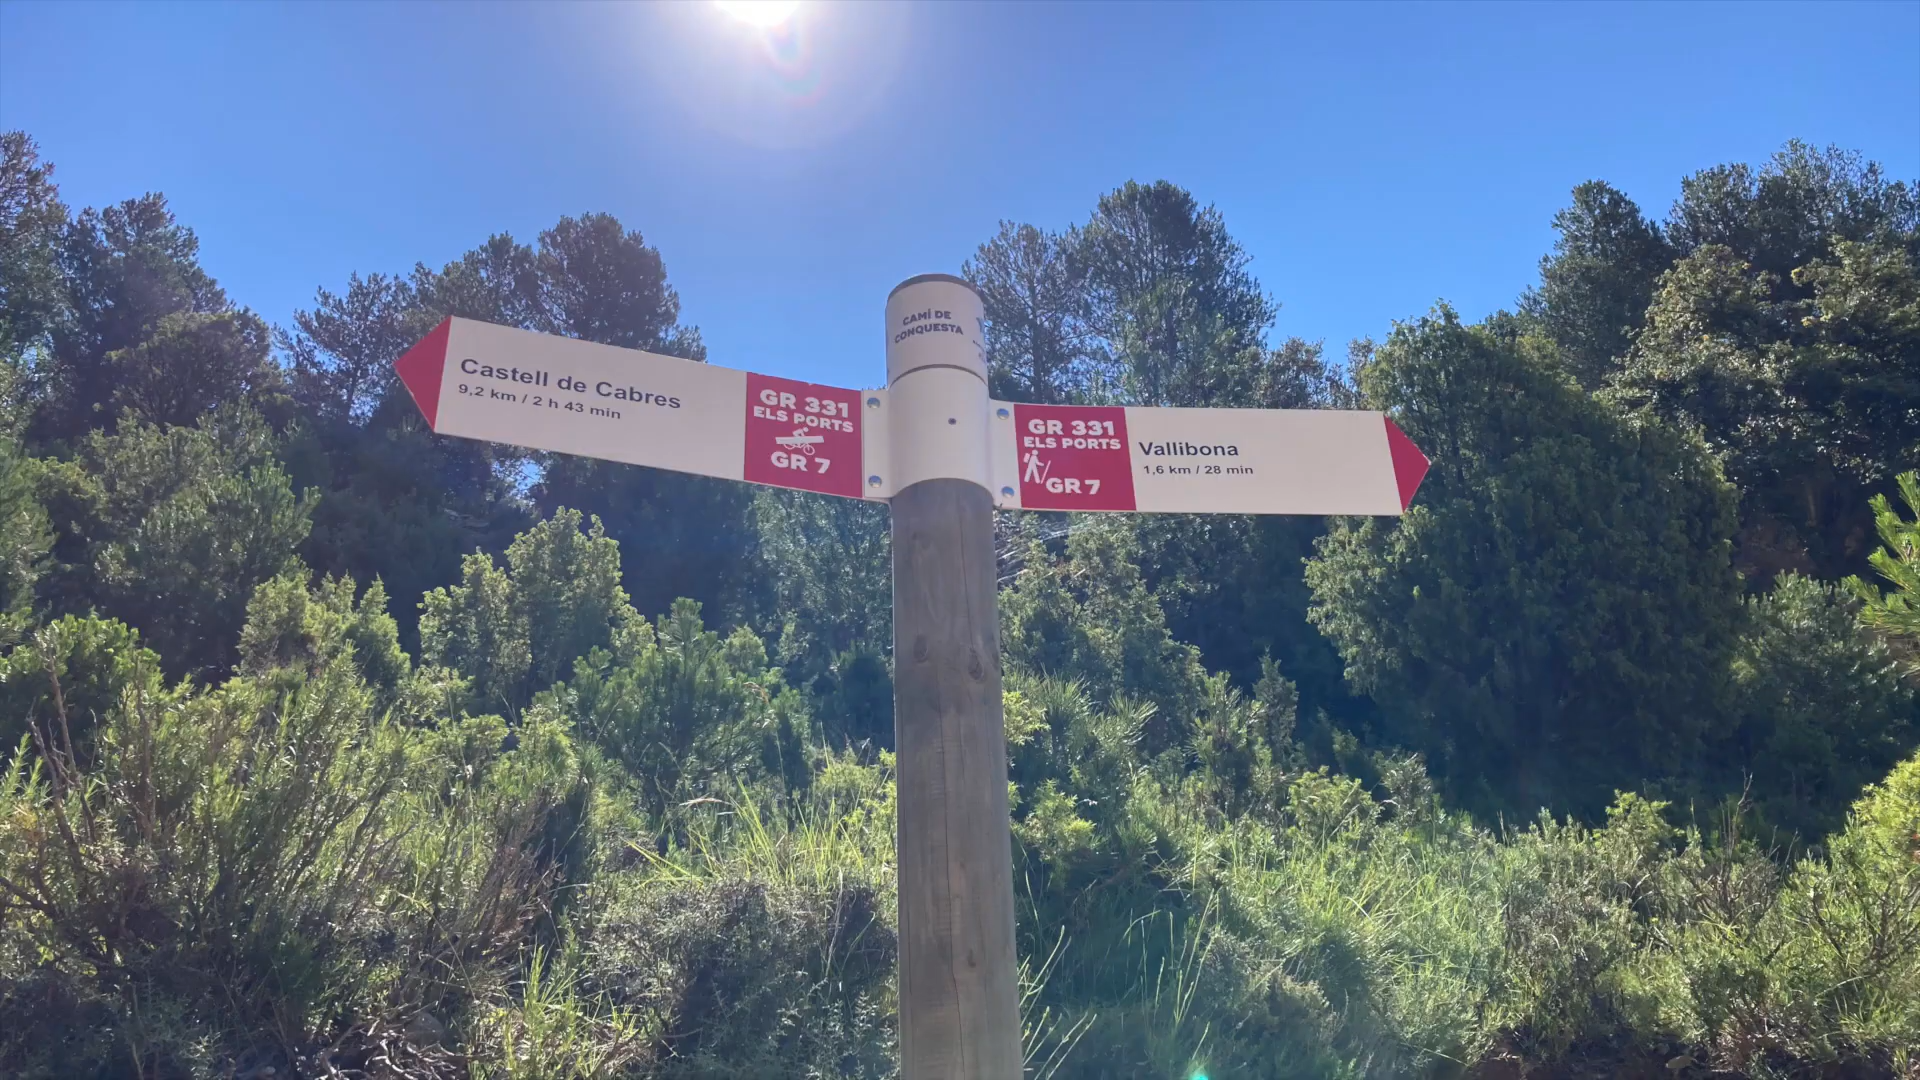 CAMÍ DE
CONQUESTA
Castell de Cabres
9,2 km / 2 h 43 min
GR 331
ELS PORTS
GR 7
GR 331
ELS PORTS
GR 7
Vallibona
1,6 km / 28 min